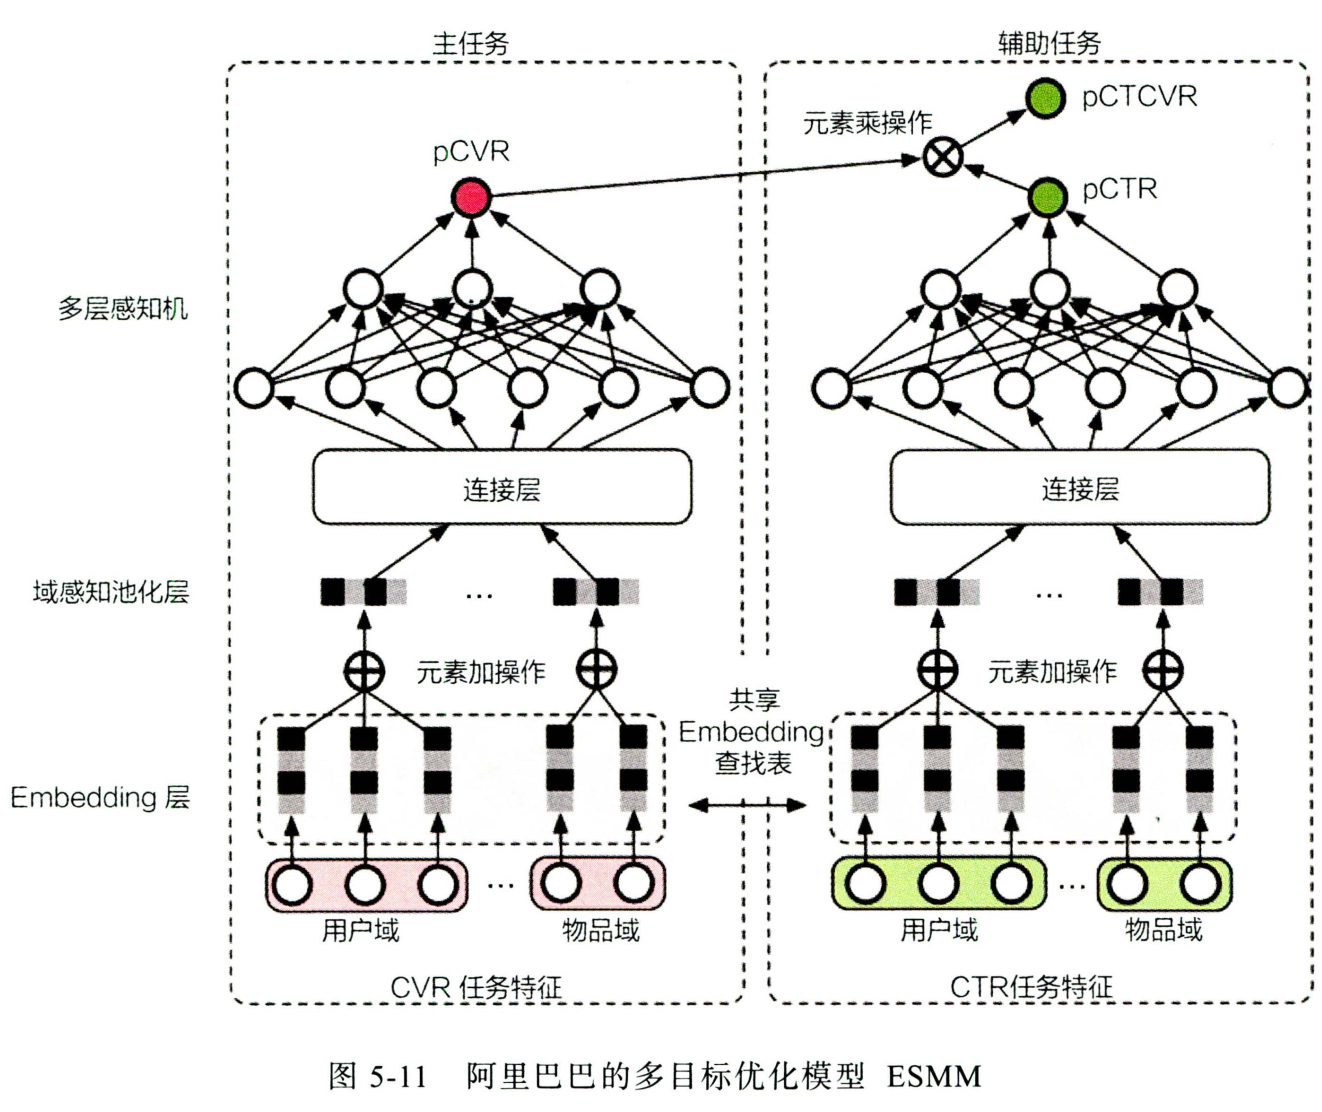 主任务
辅助任务
pCTCVR
元素乘操作
pCVR
pCTR
多层感知机
连接层
连接层
域感知池化层
...
...
元素加操作
元素加操作
共享
Embedding
查找表
Embedding 层
...
...
用户域
物品域
用户域
物品域
CVR 任务特征
CTR任务特征
图 5-11 阿里巴巴的多目标优化模型 ESMM